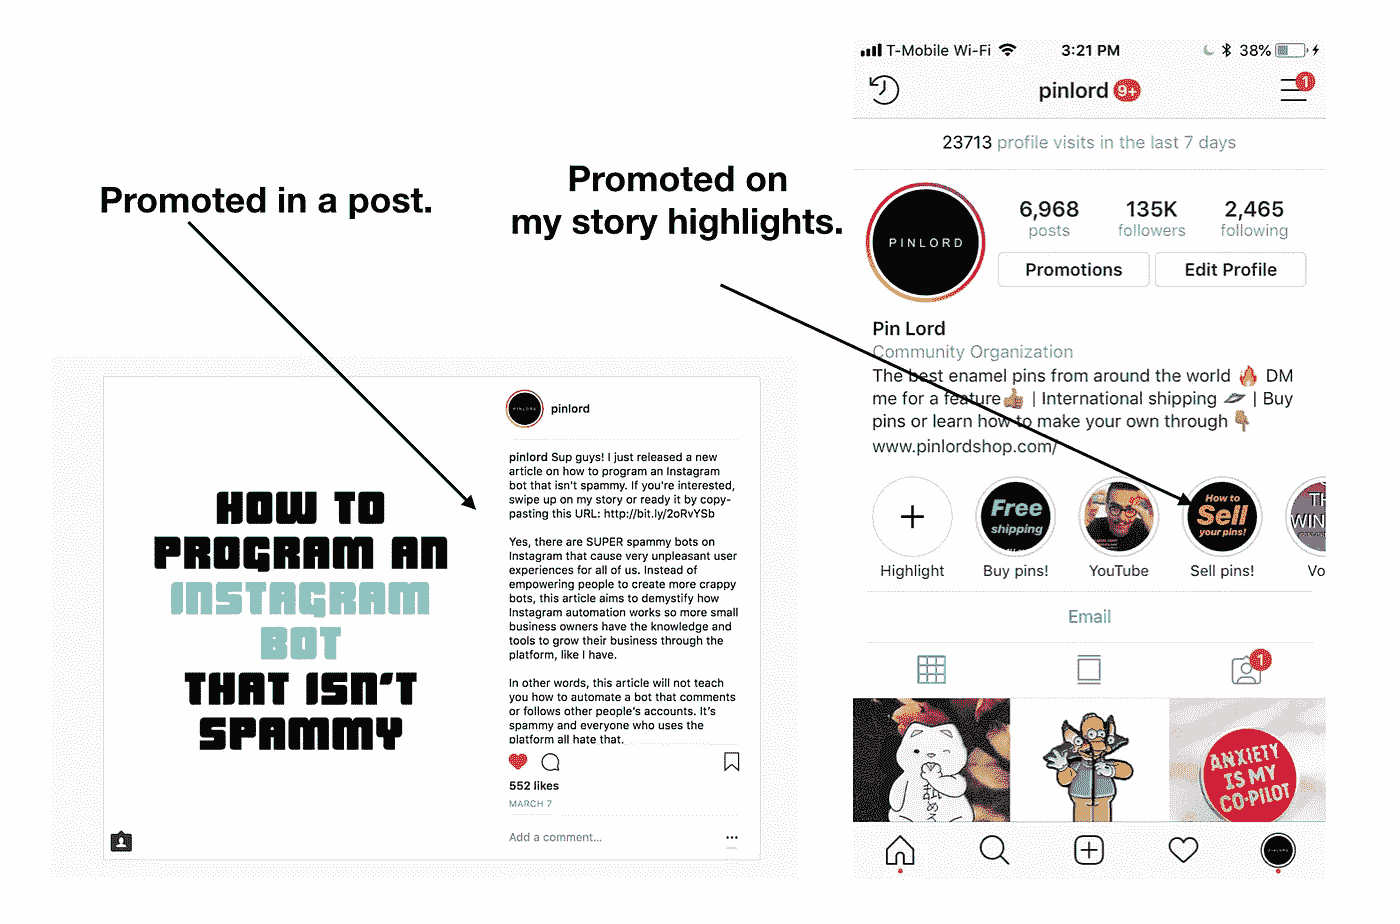 Promoted in a post.
Promoted on
my story highlights.
HOW TO
PROGRAM AN
INSTAGRAM
BOT
THAT ISN'T
SPAMMY
PINLORD
pinlord
pinlord Sup guys! I just released a new
article on how to program an Instagram
bot that isn't spammy. If you're interested,
swipe up on my story or ready it by copy-
pasting this URL: http://bit.ly/2oRvYSb
Yes, there are SUPER spammy bots on
Instagram that cause very unpleasant user
experiences for all of us. Instead of
empowering people to create more crappy
bots, this article aims to demystify how
Instagram automation works so more small
business owners have the knowledge and
tools to grow their business through the
platform, like I have.
In other words, this article will not teach
you how to automate a bot that comments
or follows other people's accounts. It's
spammy and everyone who uses the
platform all hate that.
552 likes
MARCH 7
Add a comment...
T-Mobile Wi-Fi 3:21 PM 38%
pinlord 9+ 1
23713 profile visits in the last 7 days
PINLORD
6,968 135K 2,465
posts followers following
Promotions Edit Profile
Pin Lord
Community Organization
The best enamel pins from around the world 🔥 DM
me for a feature👍🏽 | International shipping 🛸 | Buy
pins or learn how to make your own through 👇🏽
www.pinlordshop.com/
Free
shipping
How to
Sell
your pins!
TH
WIN
Highlight Buy pins! YouTube Sell pins! Vo
Email
1
ANXIETY
IS MY
CO-PILOT